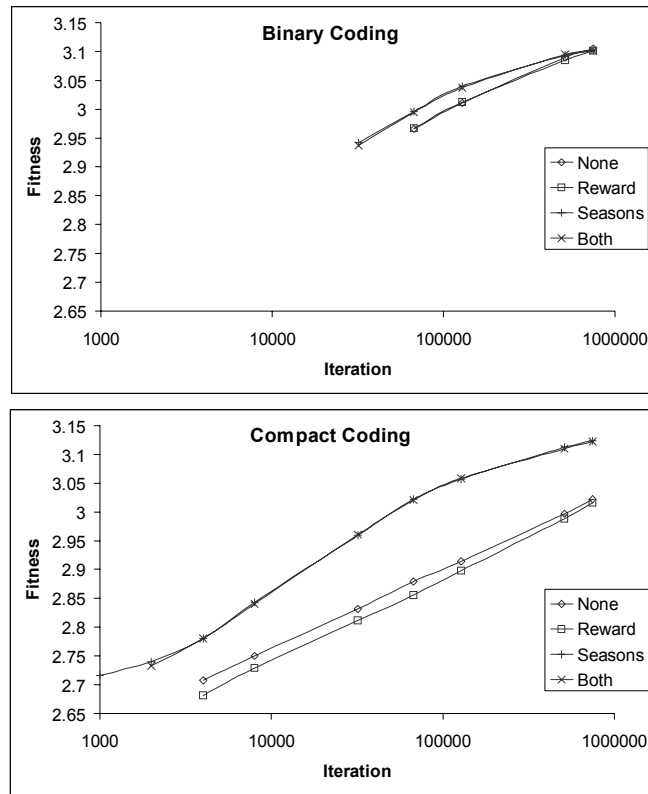 Binary Coding
Fitness
3.15
3.1
3.05
3
2.95
2.9
2.85
2.8
2.75
2.7
2.65
1000 10000 100000 1000000
Iteration
None
Reward
Seasons
Both
Compact Coding
Fitness
3.15
3.1
3.05
3
2.95
2.9
2.85
2.8
2.75
2.7
2.65
1000 10000 100000 1000000
Iteration
None
Reward
Seasons
Both